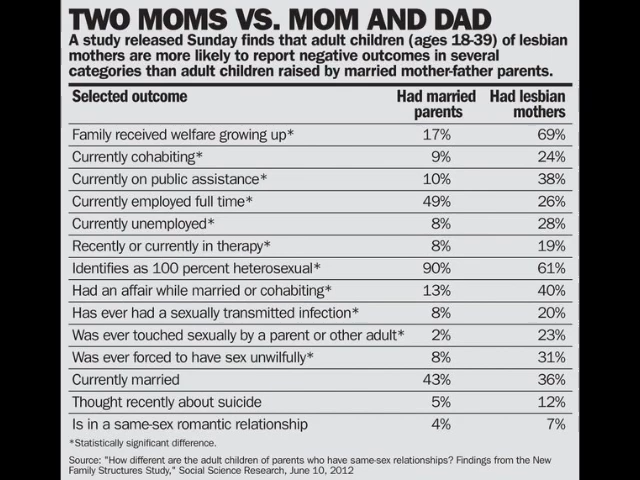 TWO MOMS VS. MOM AND DAD
A study released Sunday finds that adult children (ages 18-39) of lesbian
mothers are more likely to report negative outcomes in several
categories than adult children raised by married mother-father parents.
Selected outcome Had married parents Had lesbian mothers
Family received welfare growing up* 17% 69%
Currently cohabiting* 9% 24%
Currently on public assistance* 10% 38%
Currently employed full time* 49% 26%
Currently unemployed* 8% 28%
Recently or currently in therapy* 8% 19%
Identifies as 100 percent heterosexual* 90% 61%
Had an affair while married or cohabiting* 13% 40%
Has ever had a sexually transmitted infection* 8% 20%
Was ever touched sexually by a parent or other adult* 2% 23%
Was ever forced to have sex unwilfully* 8% 31%
Currently married 43% 36%
Thought recently about suicide 5% 12%
Is in a same-sex romantic relationship 4% 7%
*Statistically significant difference.
Source: "How different are the adult children of parents who have same-sex relationships? Findings from the New
Family Structures Study," Social Science Research, June 10, 2012